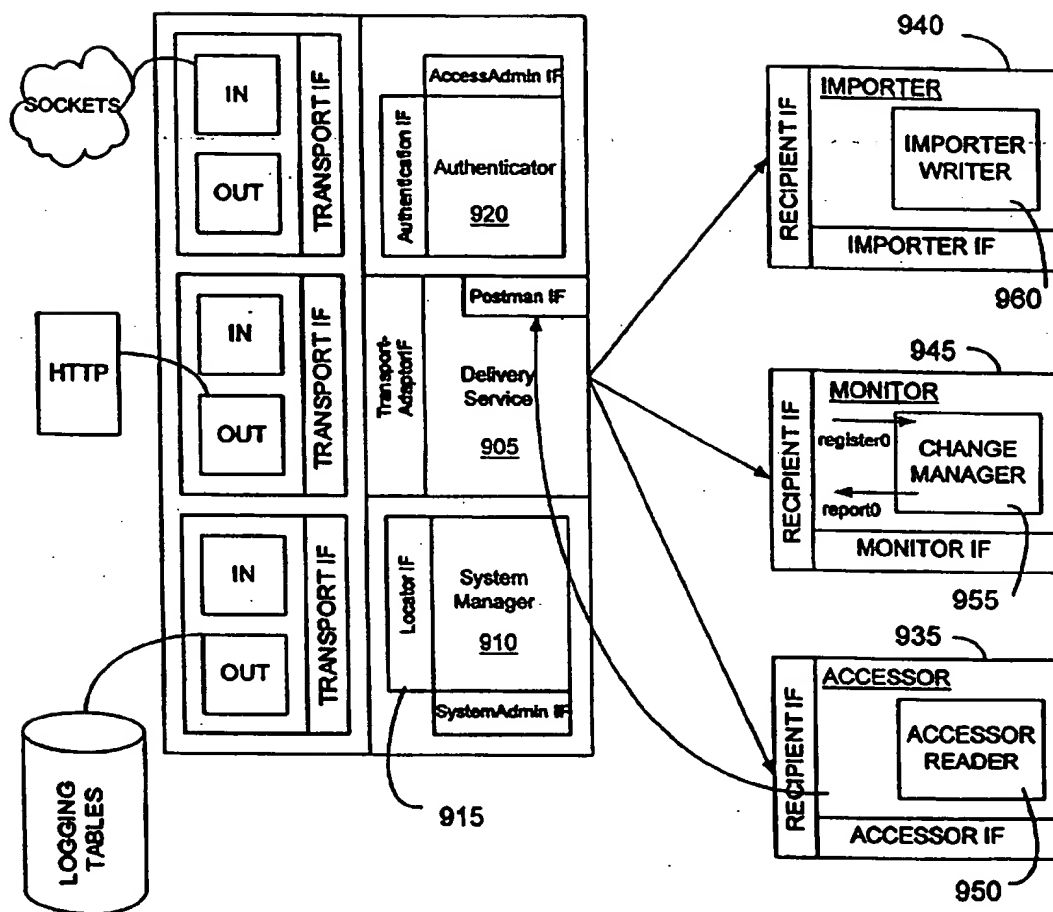 SOCKETS
IN
OUT
TRANSPORT IF
HTTP
IN
OUT
TRANSPORT IF
LOGGING
TABLES
IN
OUT
TRANSPORT IF
AccessAdmin IF
Authentication IF
Authenticator
920
Postman IF
Transport-
AdaptorIF
Delivery
Service
905
Locator IF
System
Manager
910
SystemAdmin IF
915
940
RECIPIENT IF
IMPORTER
IMPORTER
WRITER
IMPORTER IF
960
945
RECIPIENT IF
MONITOR
register0
CHANGE
MANAGER
report0
MONITOR IF
955
935
RECIPIENT IF
ACCESSOR
ACCESSOR
READER
ACCESSOR IF
950